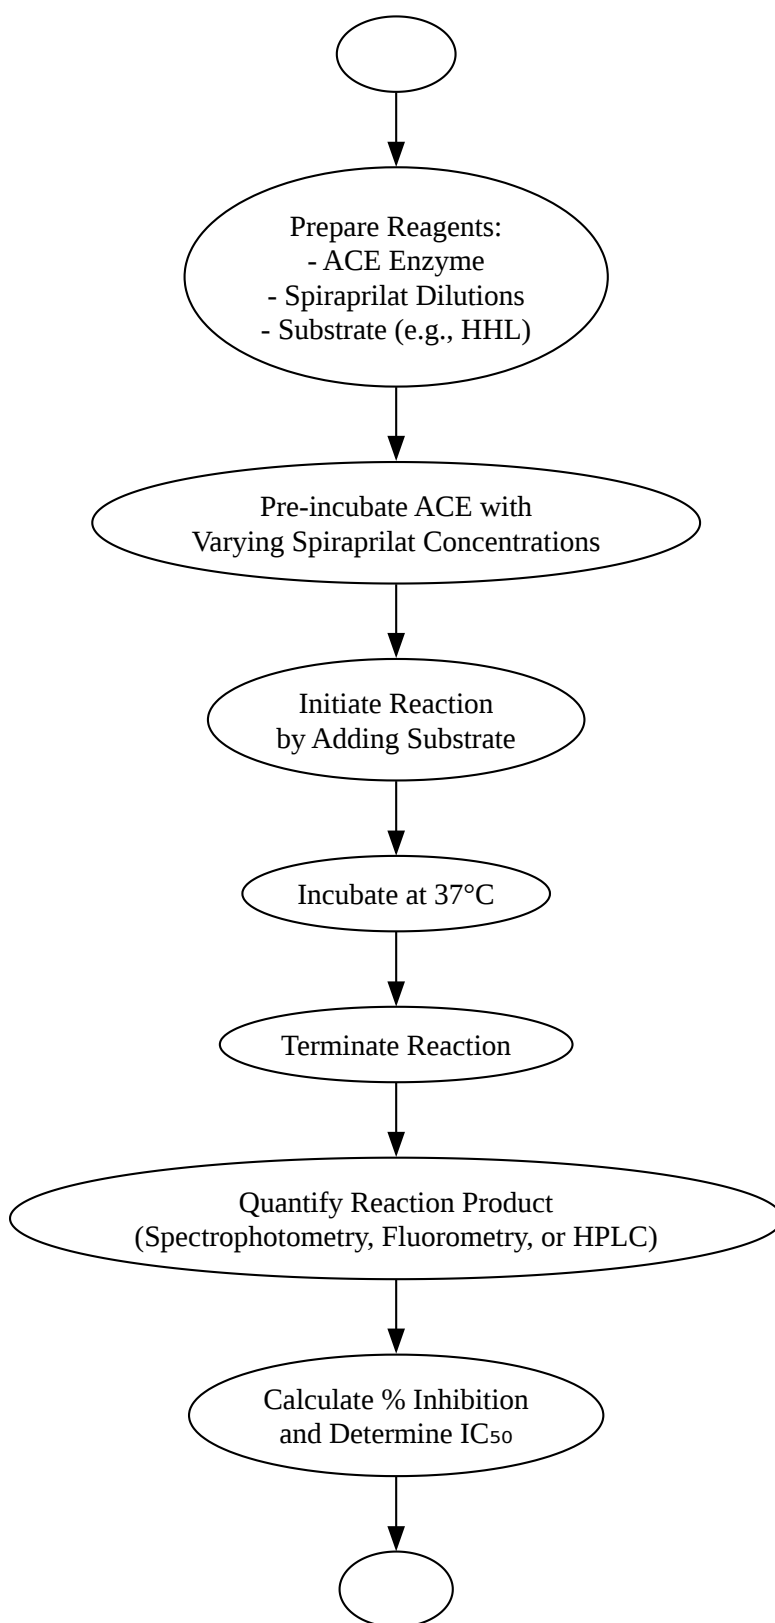 Prepare Reagents:
- ACE Enzyme
- Spiraprilat Dilutions
- Substrate (e.g., HHL)
Pre-incubate ACE with
Varying Spiraprilat Concentrations
Initiate Reaction
by Adding Substrate
Incubate at 37°C
Terminate Reaction
Quantify Reaction Product
(Spectrophotometry, Fluorometry, or HPLC)
Calculate % Inhibition
and Determine IC₅₀